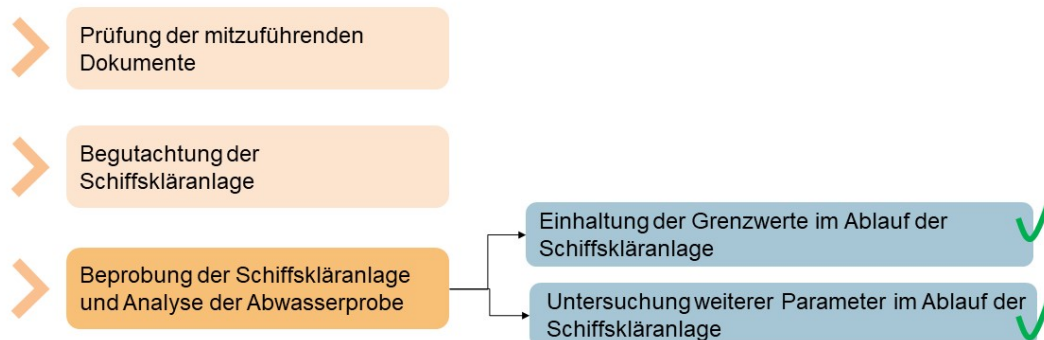 Prüfung der mitzuführenden
Dokumente
Begutachtung der
Schiffskläranlage
Beprobung der Schiffskläranlage
und Analyse der Abwasserprobe
Einhaltung der Grenzwerte im Ablauf der
Schiffskläranlage
Untersuchung weiterer Parameter im Ablauf der
Schiffskläranlage